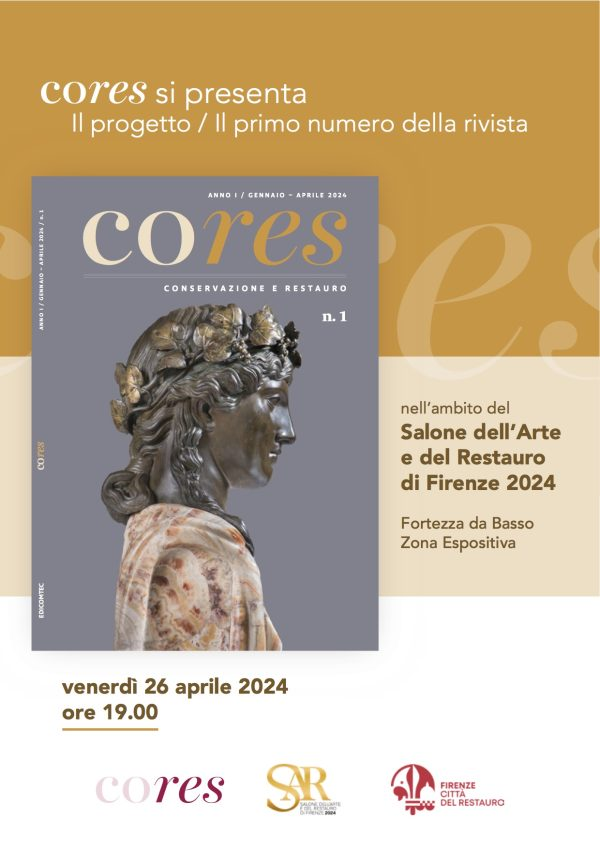 cores si presenta
Il progetto / Il primo numero della rivista
ANNO I / GENNAIO – APRILE 2024
cores
CONSERVAZIONE E RESTAURO
n. 1
ANNO I / GENNAIO – APRILE 2024 / n. 1
cores
EDICOMTEC
res
nell'ambito del
Salone dell'Arte
e del Restauro
di Firenze 2024
Fortezza da Basso
Zona Espositiva
venerdì 26 aprile 2024
ore 19.00
cores
SAR
SALONE DELL'ARTE
E DEL RESTAURO
DI FIRENZE 2024
FIRENZE
CITTÀ
DEL RESTAURO